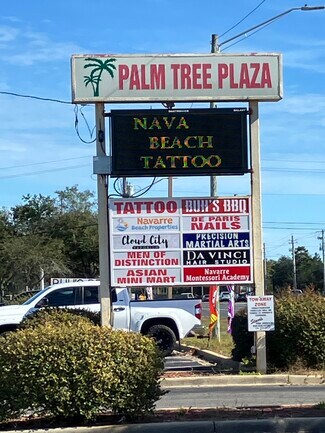 PALM TREE PLAZA
NAVA
BEACH
TATTOO
TATTOO
BUB'S BBQ
Navarre
Beach Properties
DE PARIS
NAILS
Cloud City
PRECISION
MARTIAL ARTS
MEN OF
DISTINCTION
DA VINCI
HAIR STUDIO
ASIAN
MINI MART
Navarre
Montessori Academy
TOW AWAY
ZONE